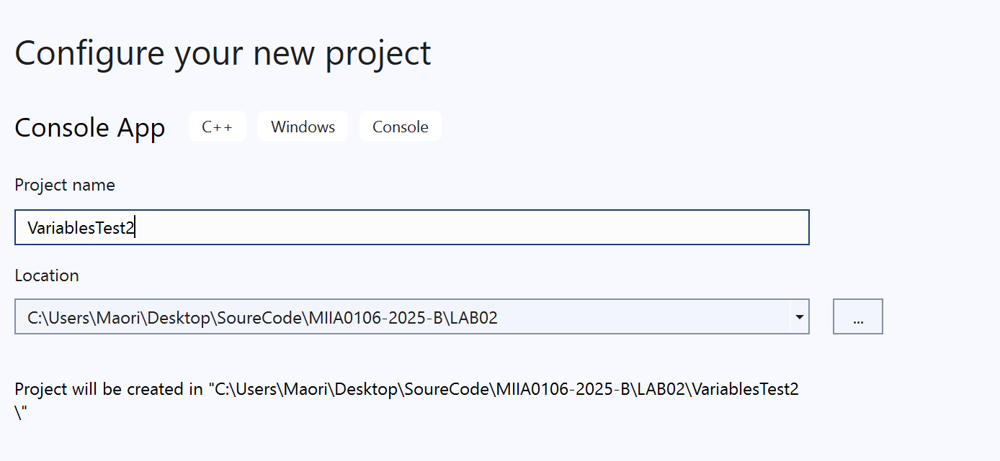 Configure your new project
Console App C++ Windows Console
Project name
VariablesTest2
Location
C:\Users\Maori\Desktop\SoureCode\MIIA0106-2025-B\LAB02
...
Project will be created in "C:\Users\Maori\Desktop\SoureCode\MIIA0106-2025-B\LAB02\VariablesTest2
\"